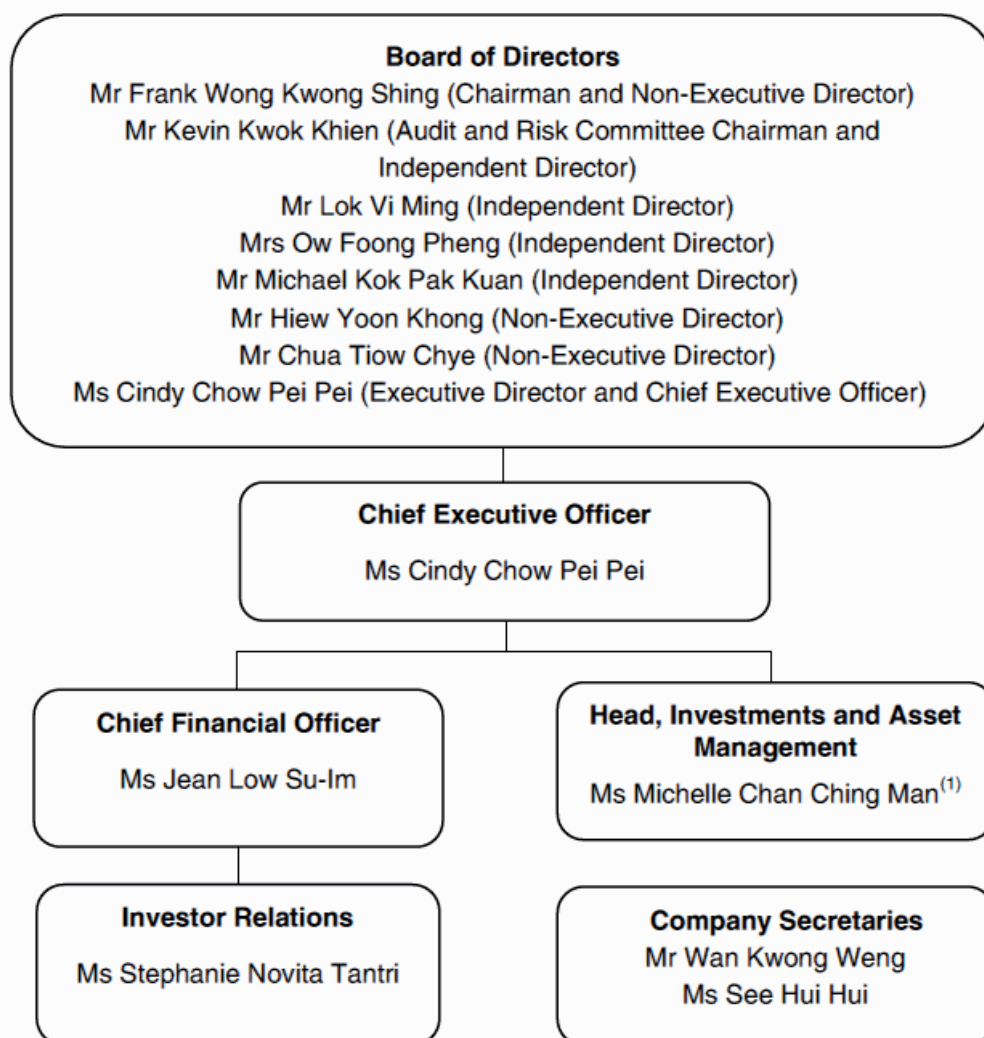 Board of Directors
Mr Frank Wong Kwong Shing (Chairman and Non-Executive Director)
Mr Kevin Kwok Khien (Audit and Risk Committee Chairman and
Independent Director)
Mr Lok Vi Ming (Independent Director)
Mrs Ow Foong Pheng (Independent Director)
Mr Michael Kok Pak Kuan (Independent Director)
Mr Hiew Yoon Khong (Non-Executive Director)
Mr Chua Tiow Chye (Non-Executive Director)
Ms Cindy Chow Pei Pei (Executive Director and Chief Executive Officer)
Chief Executive Officer
Ms Cindy Chow Pei Pei
Chief Financial Officer
Ms Jean Low Su-Im
Head, Investments and Asset
Management
Ms Michelle Chan Ching Man(1)
Investor Relations
Ms Stephanie Novita Tantri
Company Secretaries
Mr Wan Kwong Weng
Ms See Hui Hui